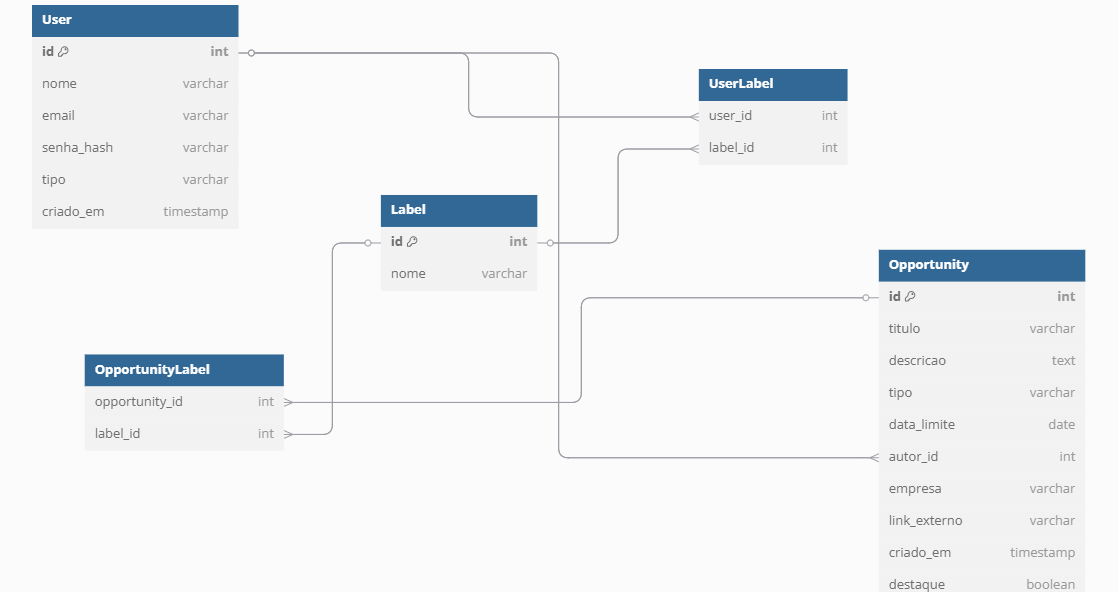 User
id int
nome varchar
email varchar
senha_hash varchar
tipo varchar
criado_em timestamp
UserLabel
user_id int
label_id int
Label
id int
nome varchar
Opportunity
id int
titulo varchar
descricao text
tipo varchar
data_limite date
autor_id int
empresa varchar
link_externo varchar
criado_em timestamp
destaque boolean
OpportunityLabel
opportunity_id int
label_id int